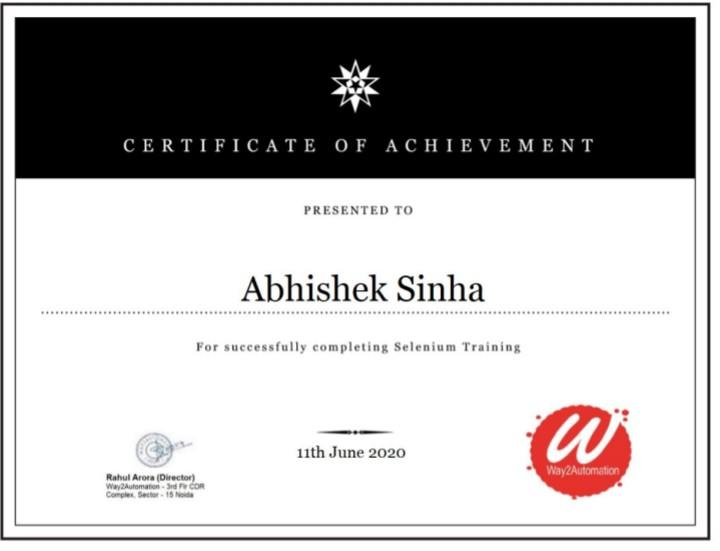 CERTIFICATE OF ACHIEVEMENT
PRESENTED TO
Abhishek Sinha
For successfully completing Selenium Training
11th June 2020
Rahul Arora (Director)
Way2Automation - 3rd Flr CDR
Complex, Sector - 15 Noida
W
Way2Automation